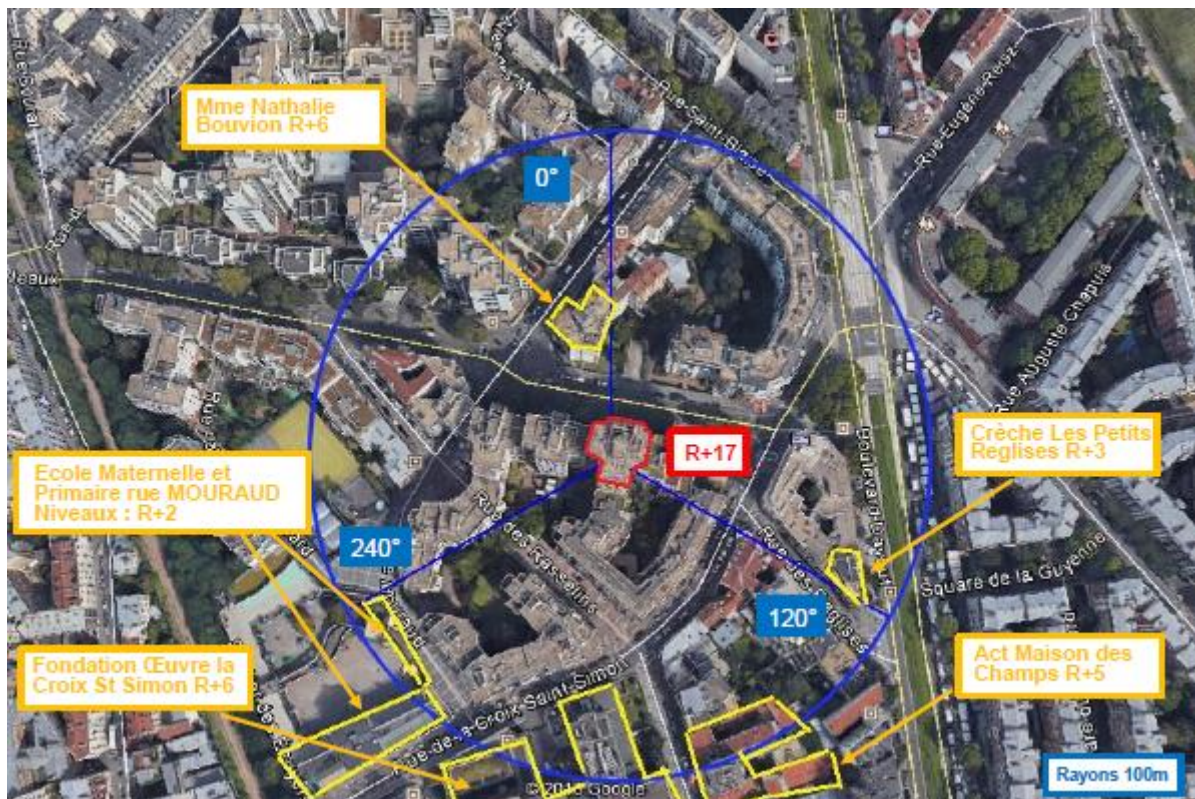 Mme Nathalie
Bouvion R+6
0°
Rue-Saint-Blaise
Rue-Eugène-Reisz
Rue Auguste Chapuis
deaux
R+17
Crèche Les Petits
Reglises R+3
Ecole Maternelle et
Primaire rue MOURAUD
Niveaux : R+2
240°
Rue des Rasselins
Rue-des-Réglises
Square de la Guyenne
120°
Fondation Œuvre la
Croix St Simon R+6
Rue-de-la-Croix-Saint-Simon
Act Maison des
Champs R+5
© 2018 Google
Rayons 100m